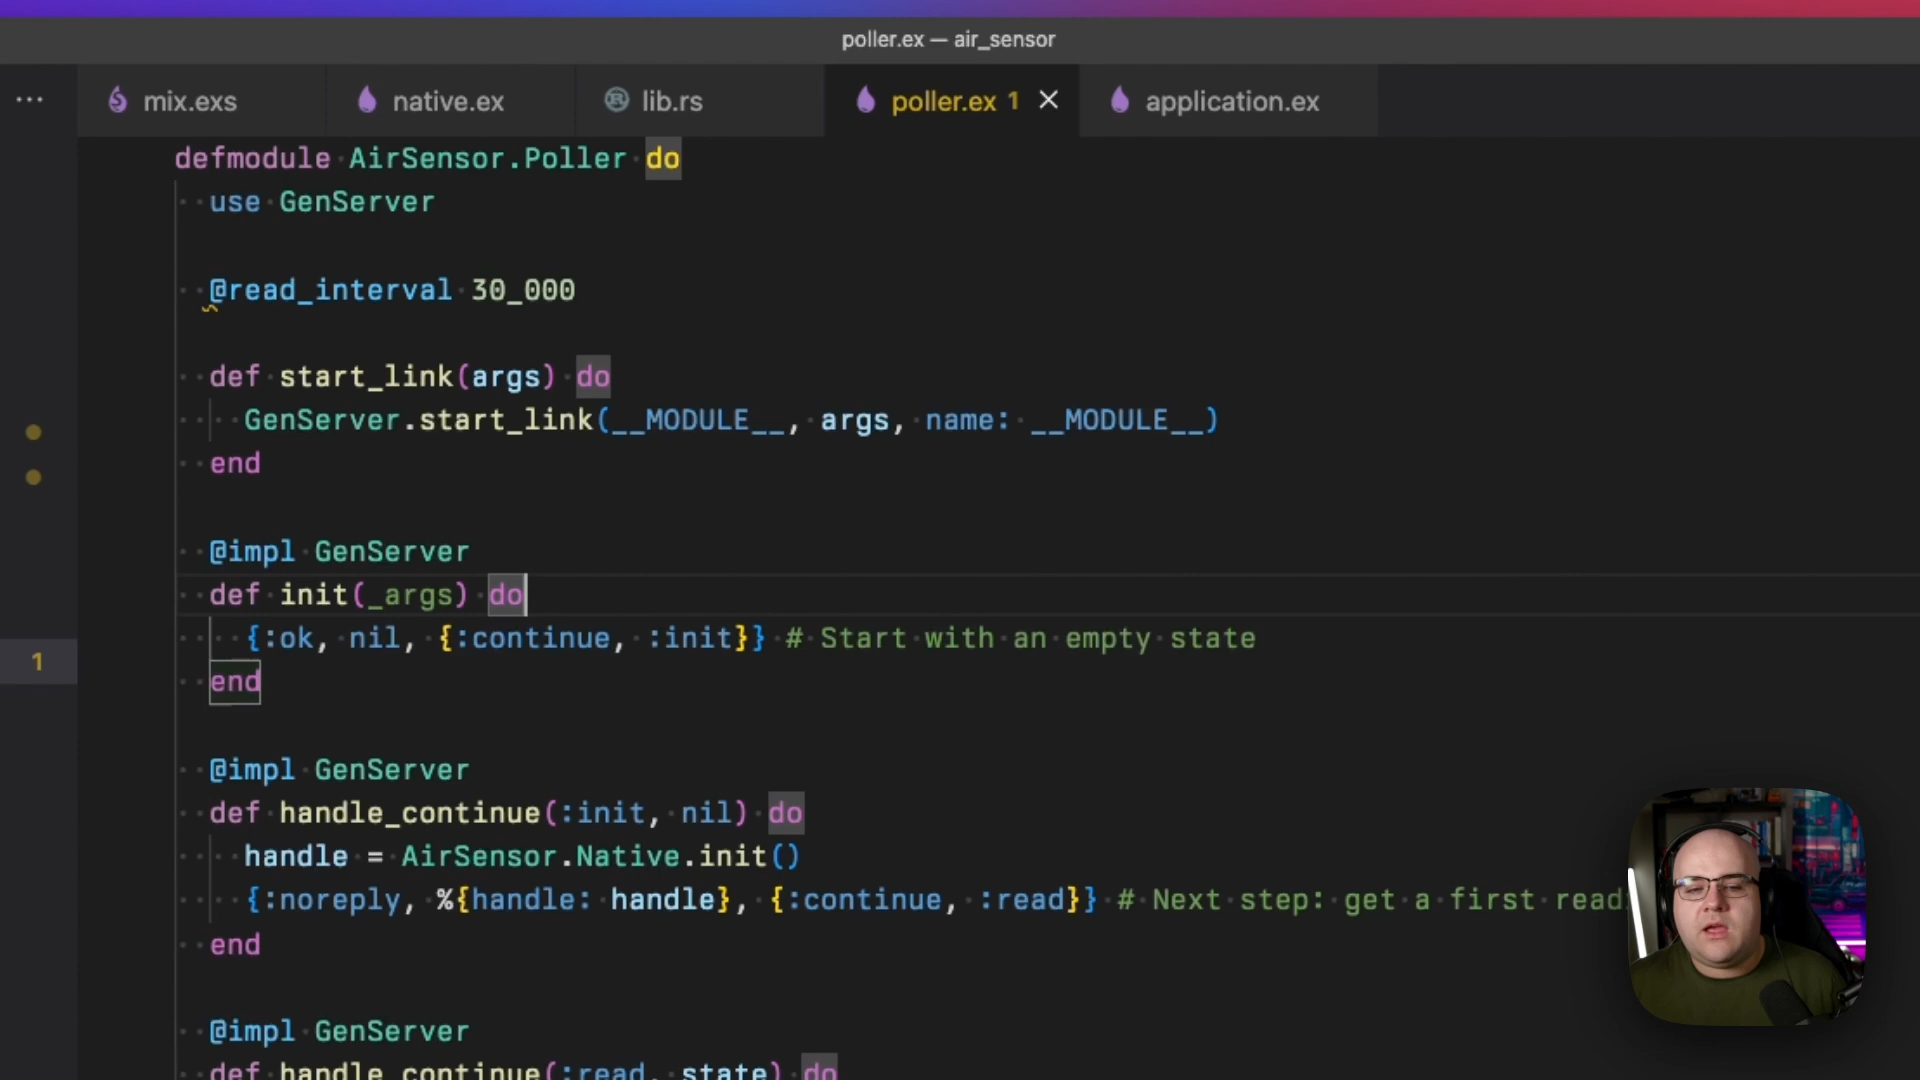 poller.ex — air_sensor
mix.exs
native.ex
lib.rs
poller.ex 1
application.ex
defmodule AirSensor.Poller do
use GenServer
@read_interval 30_000
def start_link(args) do
GenServer.start_link(__MODULE__, args, name: __MODULE__)
end
@impl GenServer
def init(_args) do
{:ok, nil, {:continue, :init}} # Start with an empty state
end
1
@impl GenServer
def handle_continue(:init, nil) do
handle = AirSensor.Native.init()
{:noreply, %{handle: handle}, {:continue, :read}} # Next step: get a first read
end
@impl GenServer
def handle_continue(:read, state) do